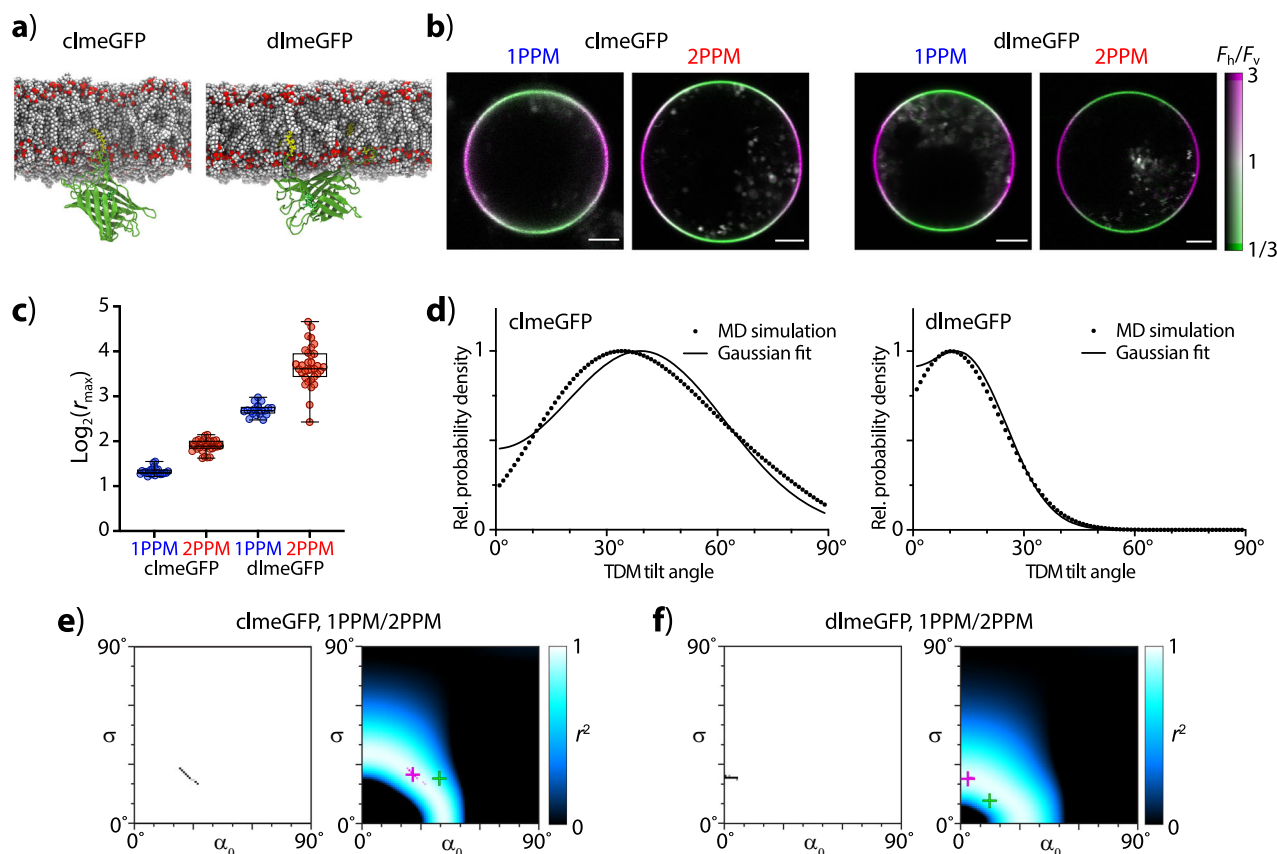 a)
clmeGFP
dlmeGFP
b)
clmeGFP
1PPM
2PPM
dlmeGFP
1PPM
2PPM
Fh/Fv
3
1
1/3
c)
Log2(rmax)
5
4
3
2
1
0
1PPM 2PPM 1PPM 2PPM
clmeGFP dlmeGFP
d)
clmeGFP
MD simulation
Gaussian fit
Rel. probability density
1
0
0° 30° 60° 90°
TDM tilt angle
dlmeGFP
MD simulation
Gaussian fit
Rel. probability density
1
0
0° 30° 60° 90°
TDM tilt angle
e)
clmeGFP, 1PPM/2PPM
90°
σ
0°
0° α0 90°
90°
σ
0°
0° α0 90°
1
r2
0
f)
dlmeGFP, 1PPM/2PPM
90°
σ
0°
0° α0 90°
90°
σ
0°
0° α0 90°
1
r2
0